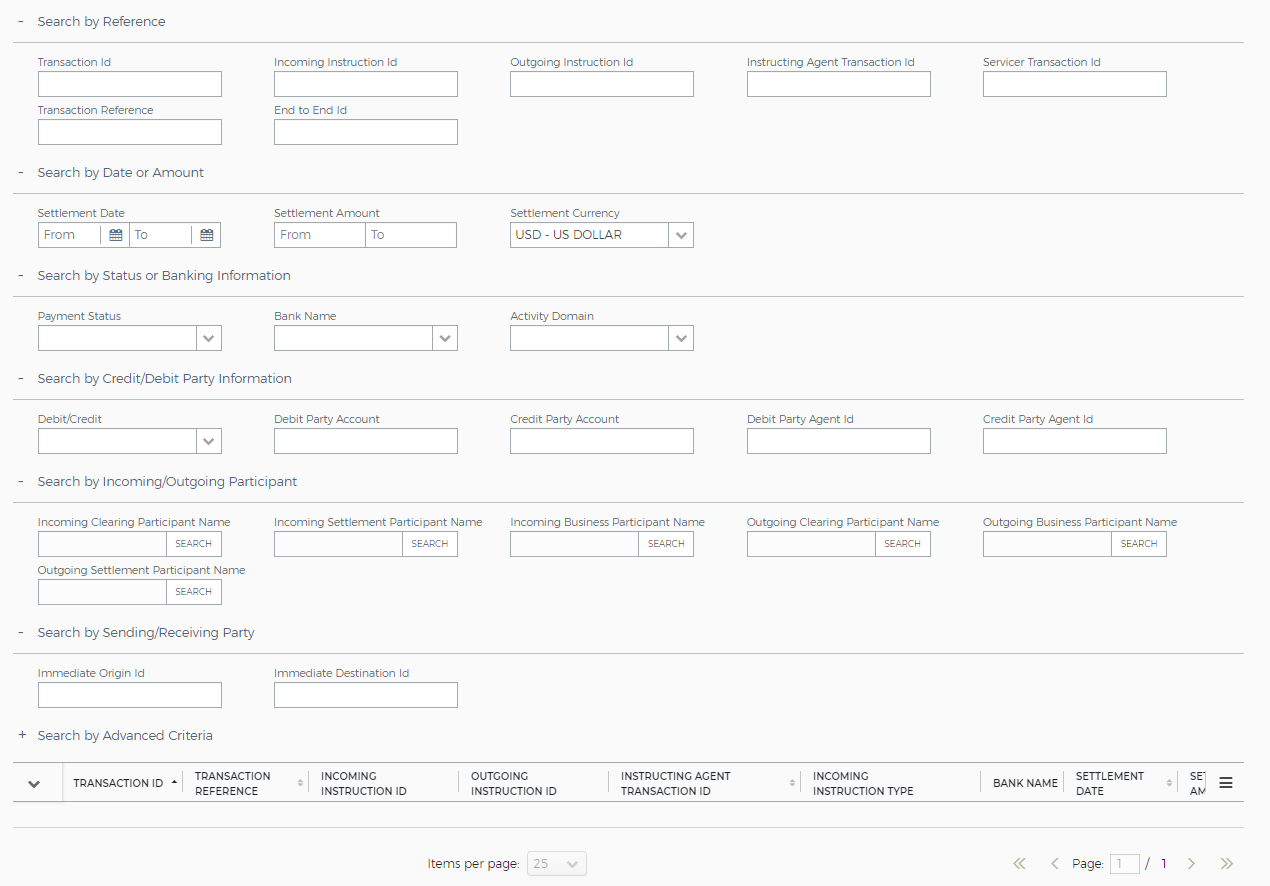 - Search by Reference
Transaction Id Incoming Instruction Id Outgoing Instruction Id Instructing Agent Transaction Id Servicer Transaction Id
Transaction Reference End to End Id
- Search by Date or Amount
Settlement Date Settlement Amount Settlement Currency
From To From To USD - US DOLLAR
- Search by Status or Banking Information
Payment Status Bank Name Activity Domain
- Search by Credit/Debit Party Information
Debit/Credit Debit Party Account Credit Party Account Debit Party Agent Id Credit Party Agent Id
- Search by Incoming/Outgoing Participant
Incoming Clearing Participant Name Incoming Settlement Participant Name Incoming Business Participant Name Outgoing Clearing Participant Name Outgoing Business Participant Name
SEARCH SEARCH SEARCH SEARCH SEARCH
Outgoing Settlement Participant Name
SEARCH
- Search by Sending/Receiving Party
Immediate Origin Id Immediate Destination Id
+ Search by Advanced Criteria
TRANSACTION ID
TRANSACTION
REFERENCE
INCOMING
INSTRUCTION ID
OUTGOING
INSTRUCTION ID
INSTRUCTING AGENT
TRANSACTION ID
INCOMING
INSTRUCTION TYPE
BANK NAME
SETTLEMENT
DATE
Items per page: 25 Page: 1 / 1